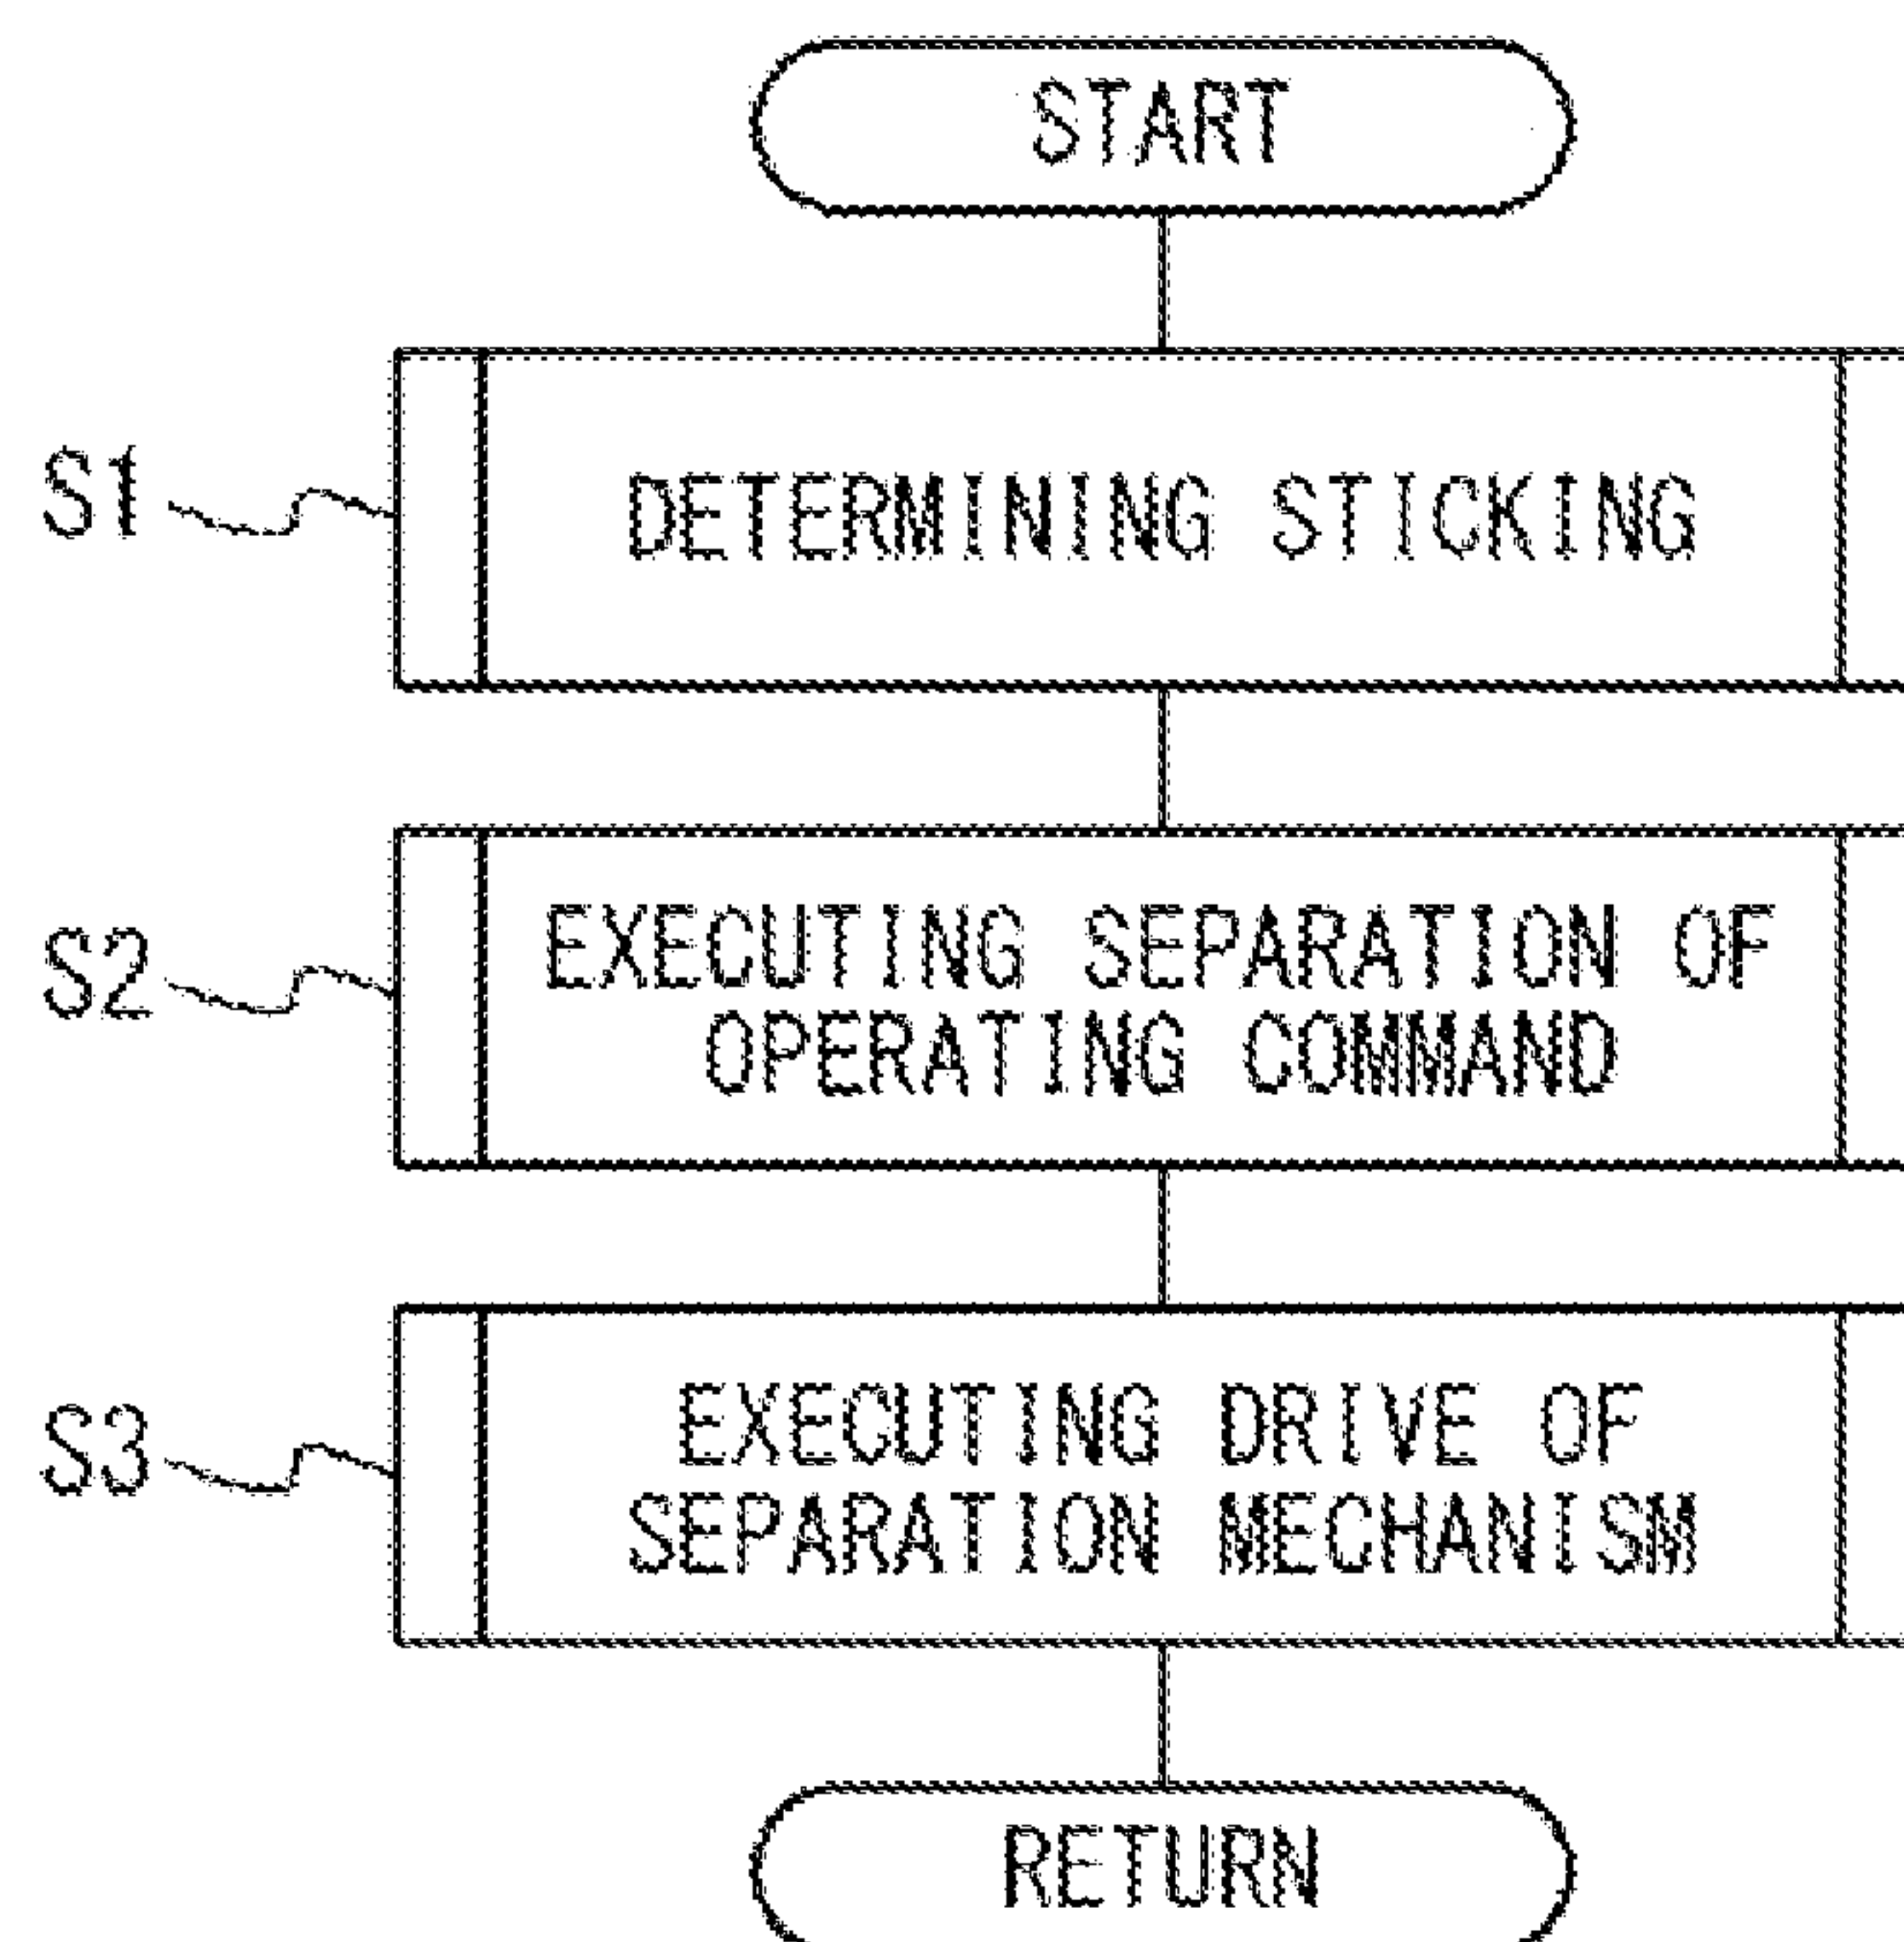 START
S1
DETERMINING STICKING
S2
EXECUTING SEPARATION OF
OPERATING COMMAND
S3
EXECUTING DRIVE OF
SEPARATION MECHANISM
RETURN